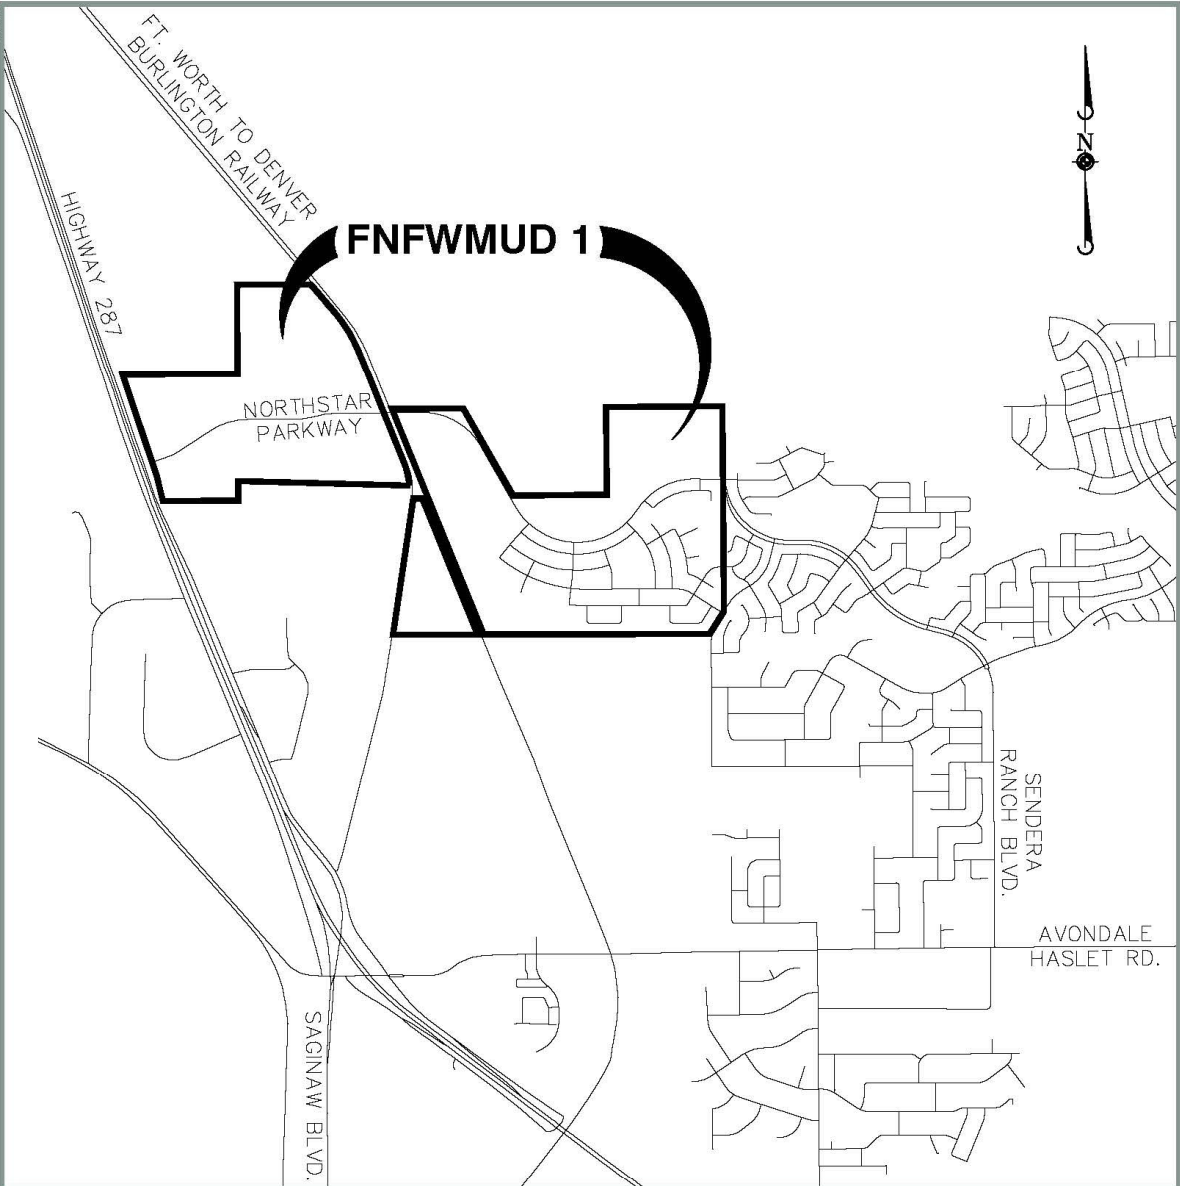 FT. WORTH TO DENVER
BURLINGTON RAILWAY
N
HIGHWAY 287
FNFWMUD 1
NORTHSTAR
PARKWAY
SENDERA
RANCH BLVD.
AVONDALE
HASLET RD.
SAGINAW BLVD.